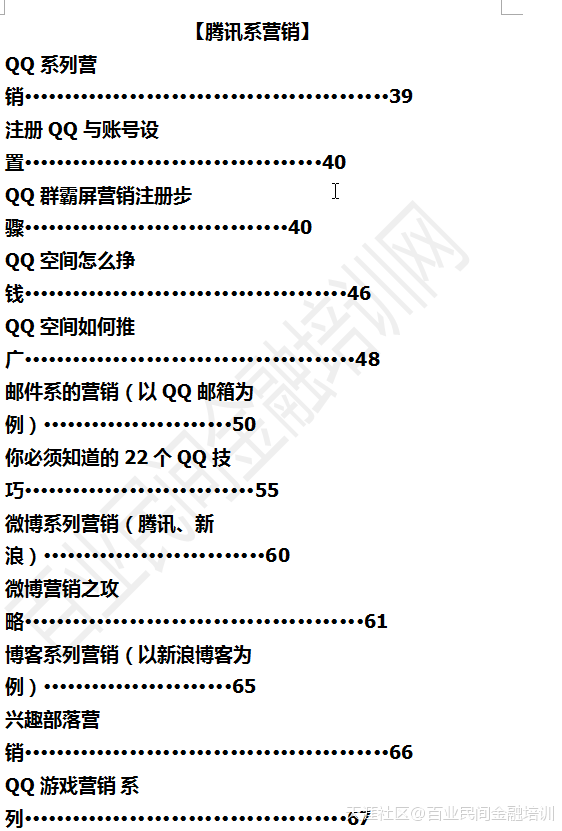 【腾讯系营销】
QQ 系列营
销••••••••••••••••••••••••••••••••••••••••••••39
注册 QQ 与账号设
置••••••••••••••••••••••••••••••••••••40
QQ 群霸屏营销注册步
骤••••••••••••••••••••••••••••••••40
QQ 空间怎么挣
钱•••••••••••••••••••••••••••••••••••••••46
QQ 空间如何推
广••••••••••••••••••••••••••••••••••••••••48
邮件系的营销（以 QQ 邮箱为
例）•••••••••••••••••••••••50
你必须知道的 22 个 QQ 技
巧••••••••••••••••••••••••••••55
微博系列营销（腾讯、新
浪）•••••••••••••••••••••••••••60
微博营销之攻
略•••••••••••••••••••••••••••••••••••••••••61
博客系列营销（以新浪博客为
例）•••••••••••••••••••••••65
兴趣部落营
销••••••••••••••••••••••••••••••••••••••••••••66
QQ 游戏营销 系
列•••••••••••••••••••••••••••••••••••••••67
百业民间金融培训网
天涯社区@百业民间金融培训